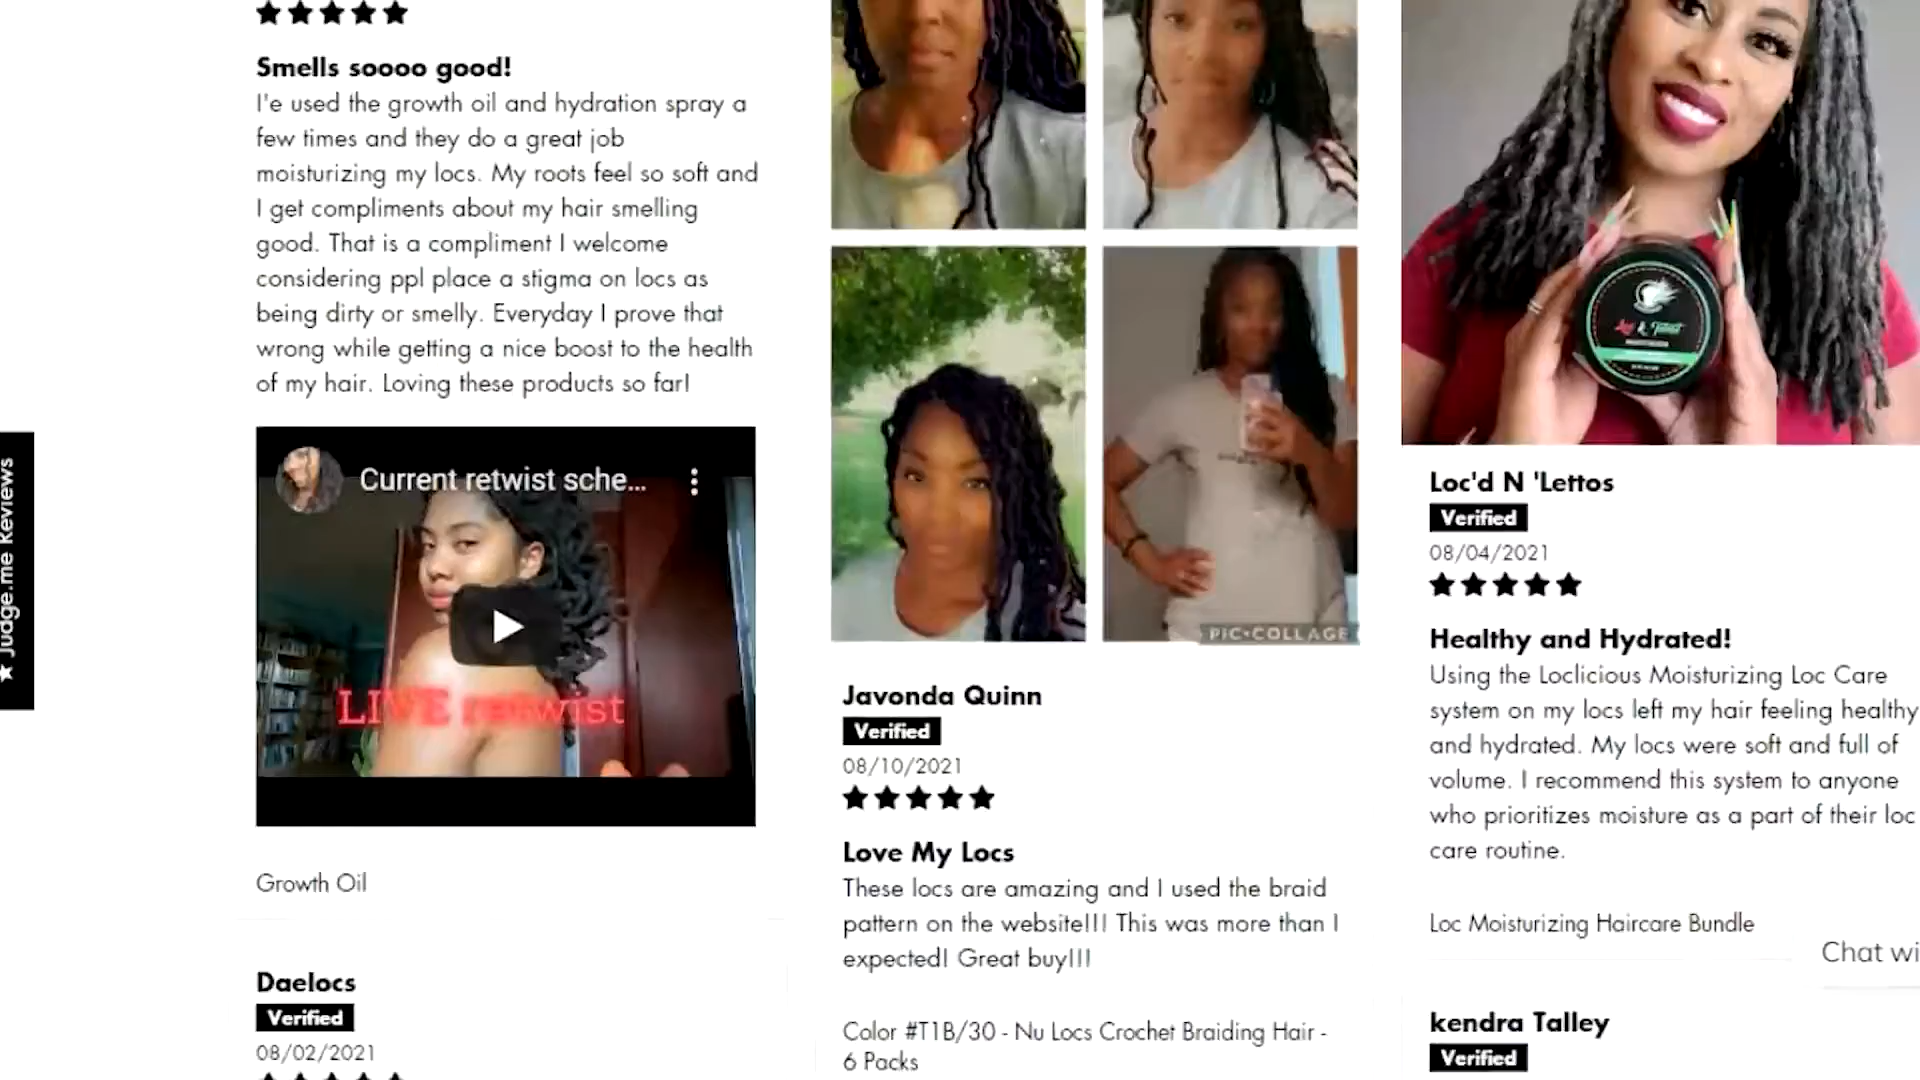 Smells soooo good!
I'e used the growth oil and hydration spray a
few times and they do a great job
moisturizing my locs. My roots feel so soft and
I get compliments about my hair smelling
good. That is a compliment I welcome
considering ppl place a stigma on locs as
being dirty or smelly. Everyday I prove that
wrong while getting a nice boost to the health
of my hair. Loving these products so far!
Current retwist sche...
LIVE retwist
Growth Oil
Daelocs
Verified
08/02/2021
PIC•COLLAGE
Javonda Quinn
Verified
08/10/2021
Love My Locs
These locs are amazing and I used the braid
pattern on the website!!! This was more than I
expected! Great buy!!!
Color #T1B/30 - Nu Locs Crochet Braiding Hair -
6 Packs
Loc'd N 'Lettos
Verified
08/04/2021
Healthy and Hydrated!
Using the Loclicious Moisturizing Loc Care
system on my locs left my hair feeling healthy
and hydrated. My locs were soft and full of
volume. I recommend this system to anyone
who prioritizes moisture as a part of their loc
care routine.
Loc Moisturizing Haircare Bundle
Chat wi
kendra Talley
Verified
★ Judge.me Reviews